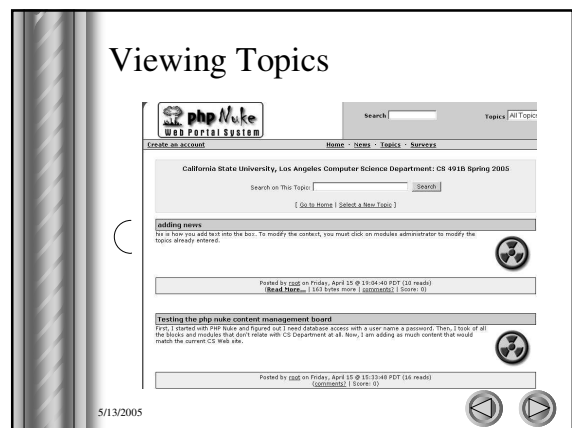 Viewing Topics
php Nuke
Web Portal System
Search
Topics All Topics
Create an account
Home · News · Topics · Surveys
California State University, Los Angeles Computer Science Department: CS 491B Spring 2005
Search on This Topic: Search
[ Go to Home | Select a New Topic ]
adding news
his is how you add text into the box. To modify the context, you must click on modules administrator to modify the
topics already entered.
Posted by root on Friday, April 15 @ 19:04:40 PDT (10 reads)
(Read More... | 163 bytes more | comments? | Score: 0)
Testing the php nuke content management board
First, I started with PHP Nuke and figured out I need database access with a user name a password. Then, I took of all
the blocks and modules that don't relate with CS Department at all. Now, I am adding as much content that would
match the current CS Web site.
Posted by root on Friday, April 15 @ 15:33:48 PDT (16 reads)
(comments? | Score: 0)
5/13/2005